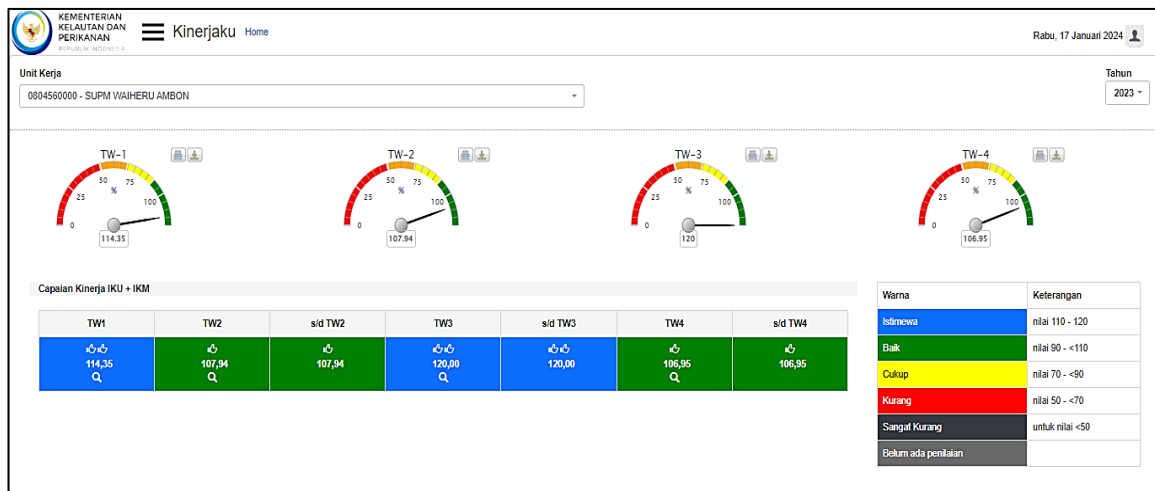 KEMENTERIAN
KELAUTAN DAN
PERIKANAN
REPUBLIK INDONESIA
Kinerjaku Home
Rabu, 17 Januari 2024
Unit Kerja
Tahun
0804560000 - SUPM WAIHERU AMBON
2023
TW-1
0
25
50
75
100
%
114.35
TW-2
0
25
50
75
100
%
107.94
TW-3
0
25
50
75
100
%
120
TW-4
0
25
50
75
100
%
106.95
Capaian Kinerja IKU + IKM
TW1 TW2 s/d TW2 TW3 s/d TW3 TW4 s/d TW4
114,35 107,94 107,94 120,00 120,00 106,95 106,95
Warna Keterangan
Istimewa nilai 110 - 120
Baik nilai 90 - <110
Cukup nilai 70 - <90
Kurang nilai 50 - <70
Sangat Kurang untuk nilai <50
Belum ada penilaian